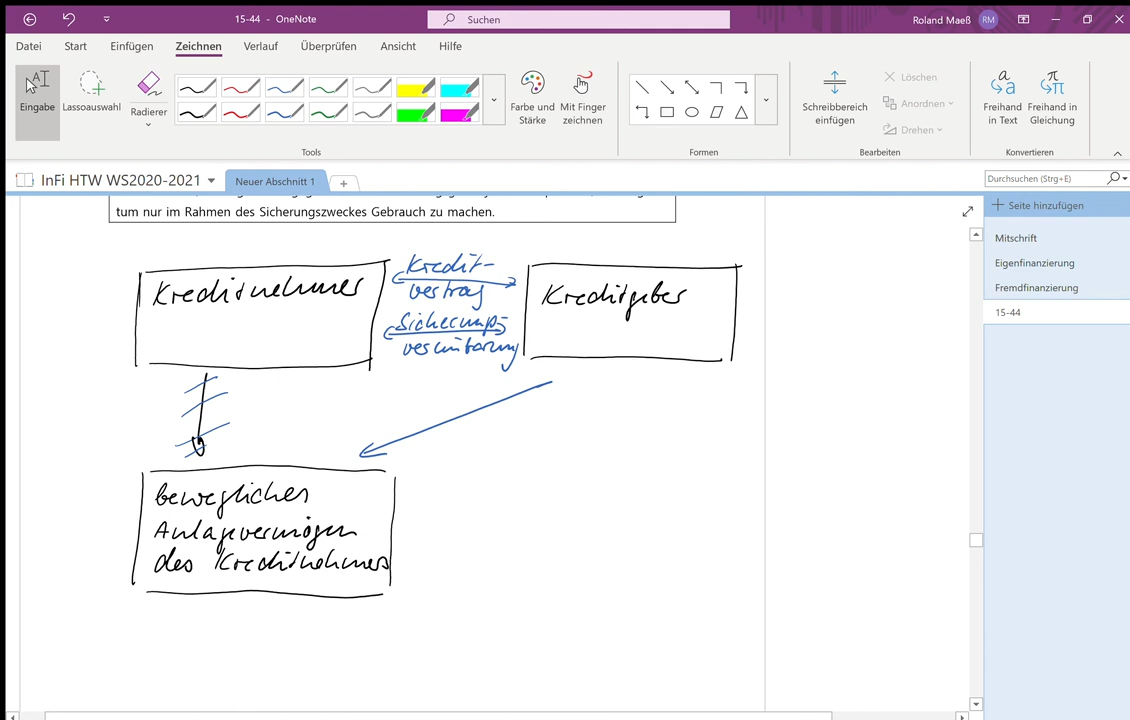 15-44 - OneNote
Suchen
Roland Maeß
RM
Datei
Start
Einfügen
Zeichnen
Verlauf
Überprüfen
Ansicht
Hilfe
Eingabe
Lassoauswahl
Radierer
Farbe und
Stärke
Mit Finger
zeichnen
Tools
Formen
Schreibbereich
einfügen
Löschen
Anordnen
Drehen
Bearbeiten
Freihand
in Text
Freihand in
Gleichung
Konvertieren
InFi HTW WS2020-2021
Neuer Abschnitt 1
Durchsuchen (Strg+E)
Seite hinzufügen
Mitschrift
Eigenfinanzierung
Fremdfinanzierung
15-44
tum nur im Rahmen des Sicherungszweckes Gebrauch zu machen.
Kreditnehmer
Kredit-
vertrag
Sicherungs-
vereinbarung
Kreditgeber
bewegliches
Anlagevermögen
des Kreditnehmers